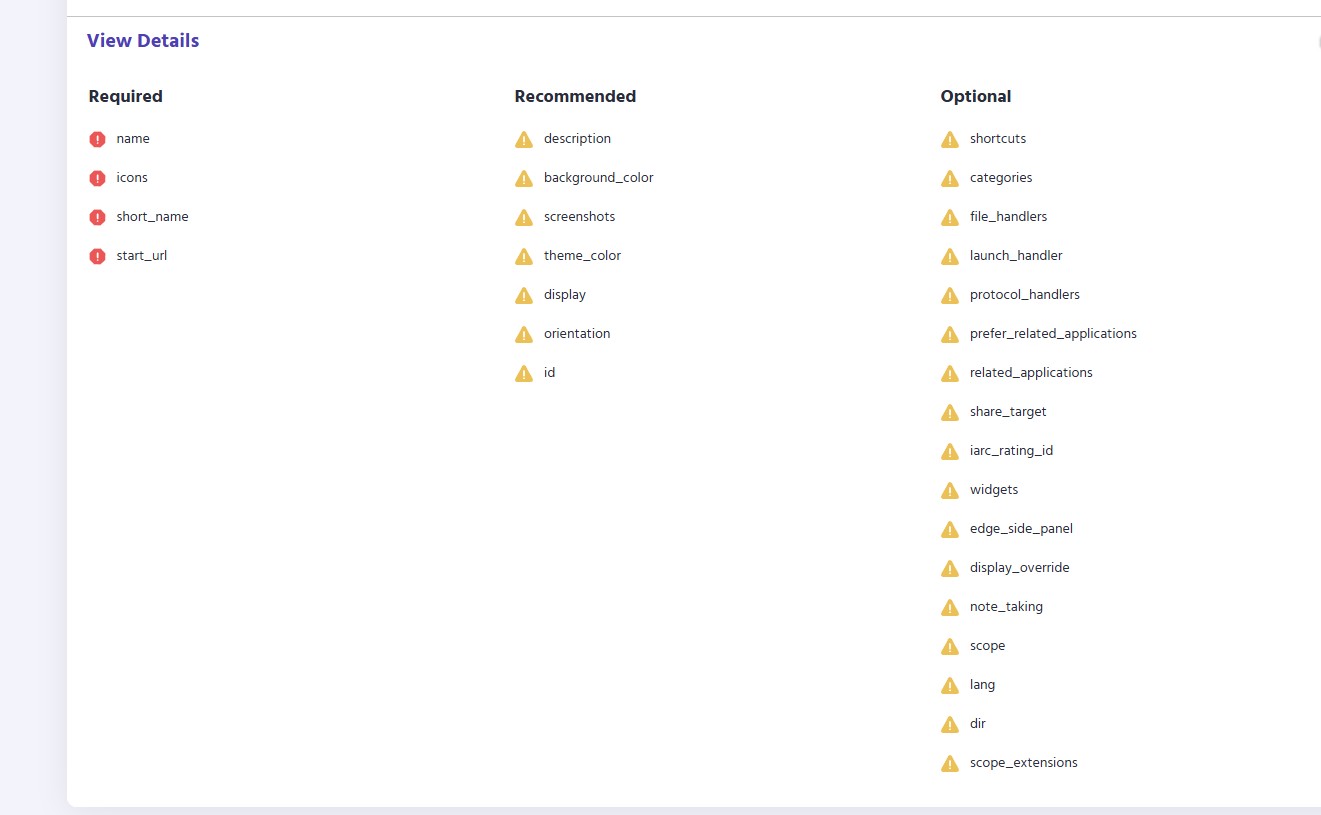 View Details
Required
name
icons
short_name
start_url
Recommended
description
background_color
screenshots
theme_color
display
orientation
id
Optional
shortcuts
categories
file_handlers
launch_handler
protocol_handlers
prefer_related_applications
related_applications
share_target
iarc_rating_id
widgets
edge_side_panel
display_override
note_taking
scope
lang
dir
scope_extensions